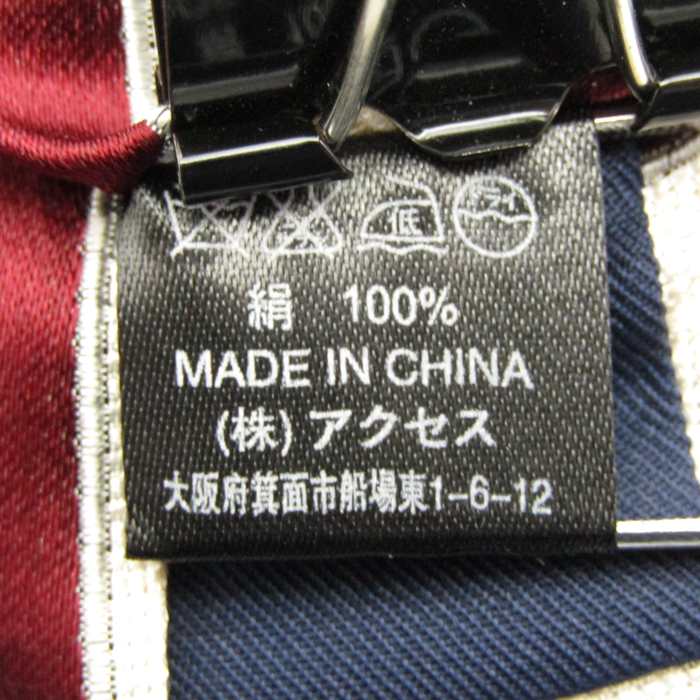 低 ドライ
絹 100%
MADE IN CHINA
(株) アクセス
大阪府箕面市船場東1-6-12